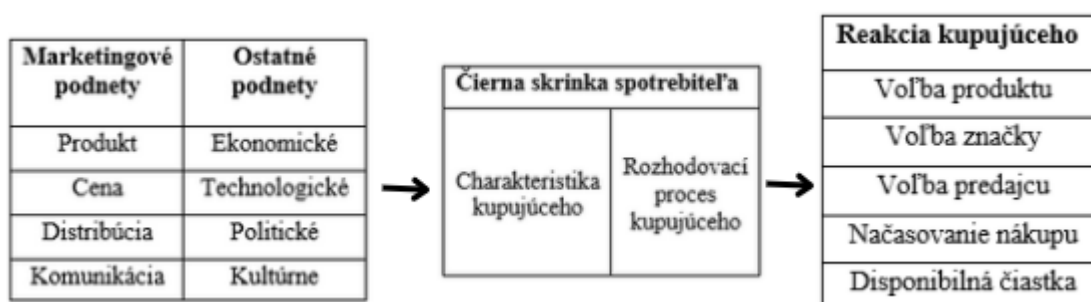 Marketingové podnety
Ostatné podnety
Produkt
Ekonomické
Cena
Technologické
Distribúcia
Politické
Komunikácia
Kultúrne
Čierna skrinka spotrebiteľa
Charakteristika
kupujúceho
Rozhodovací
proces
kupujúceho
Reakcia kupujúceho
Voľba produktu
Voľba značky
Voľba predajcu
Načasovanie nákupu
Disponibilná čiastka